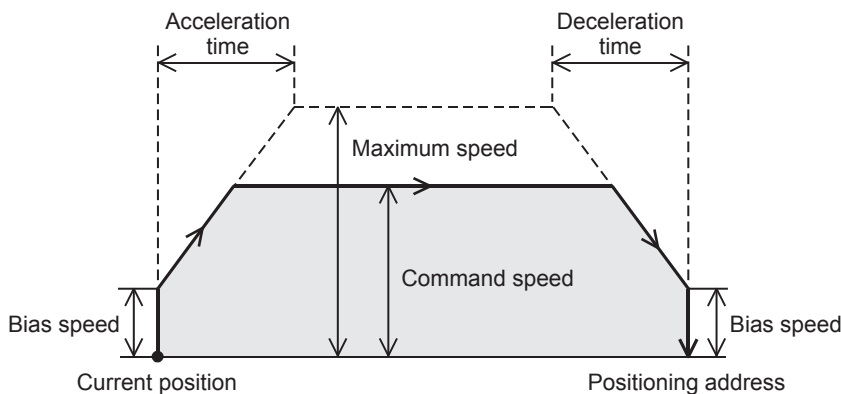 Acceleration
time
Deceleration
time
Maximum speed
Command speed
Bias speed
Bias speed
Current position
Positioning address